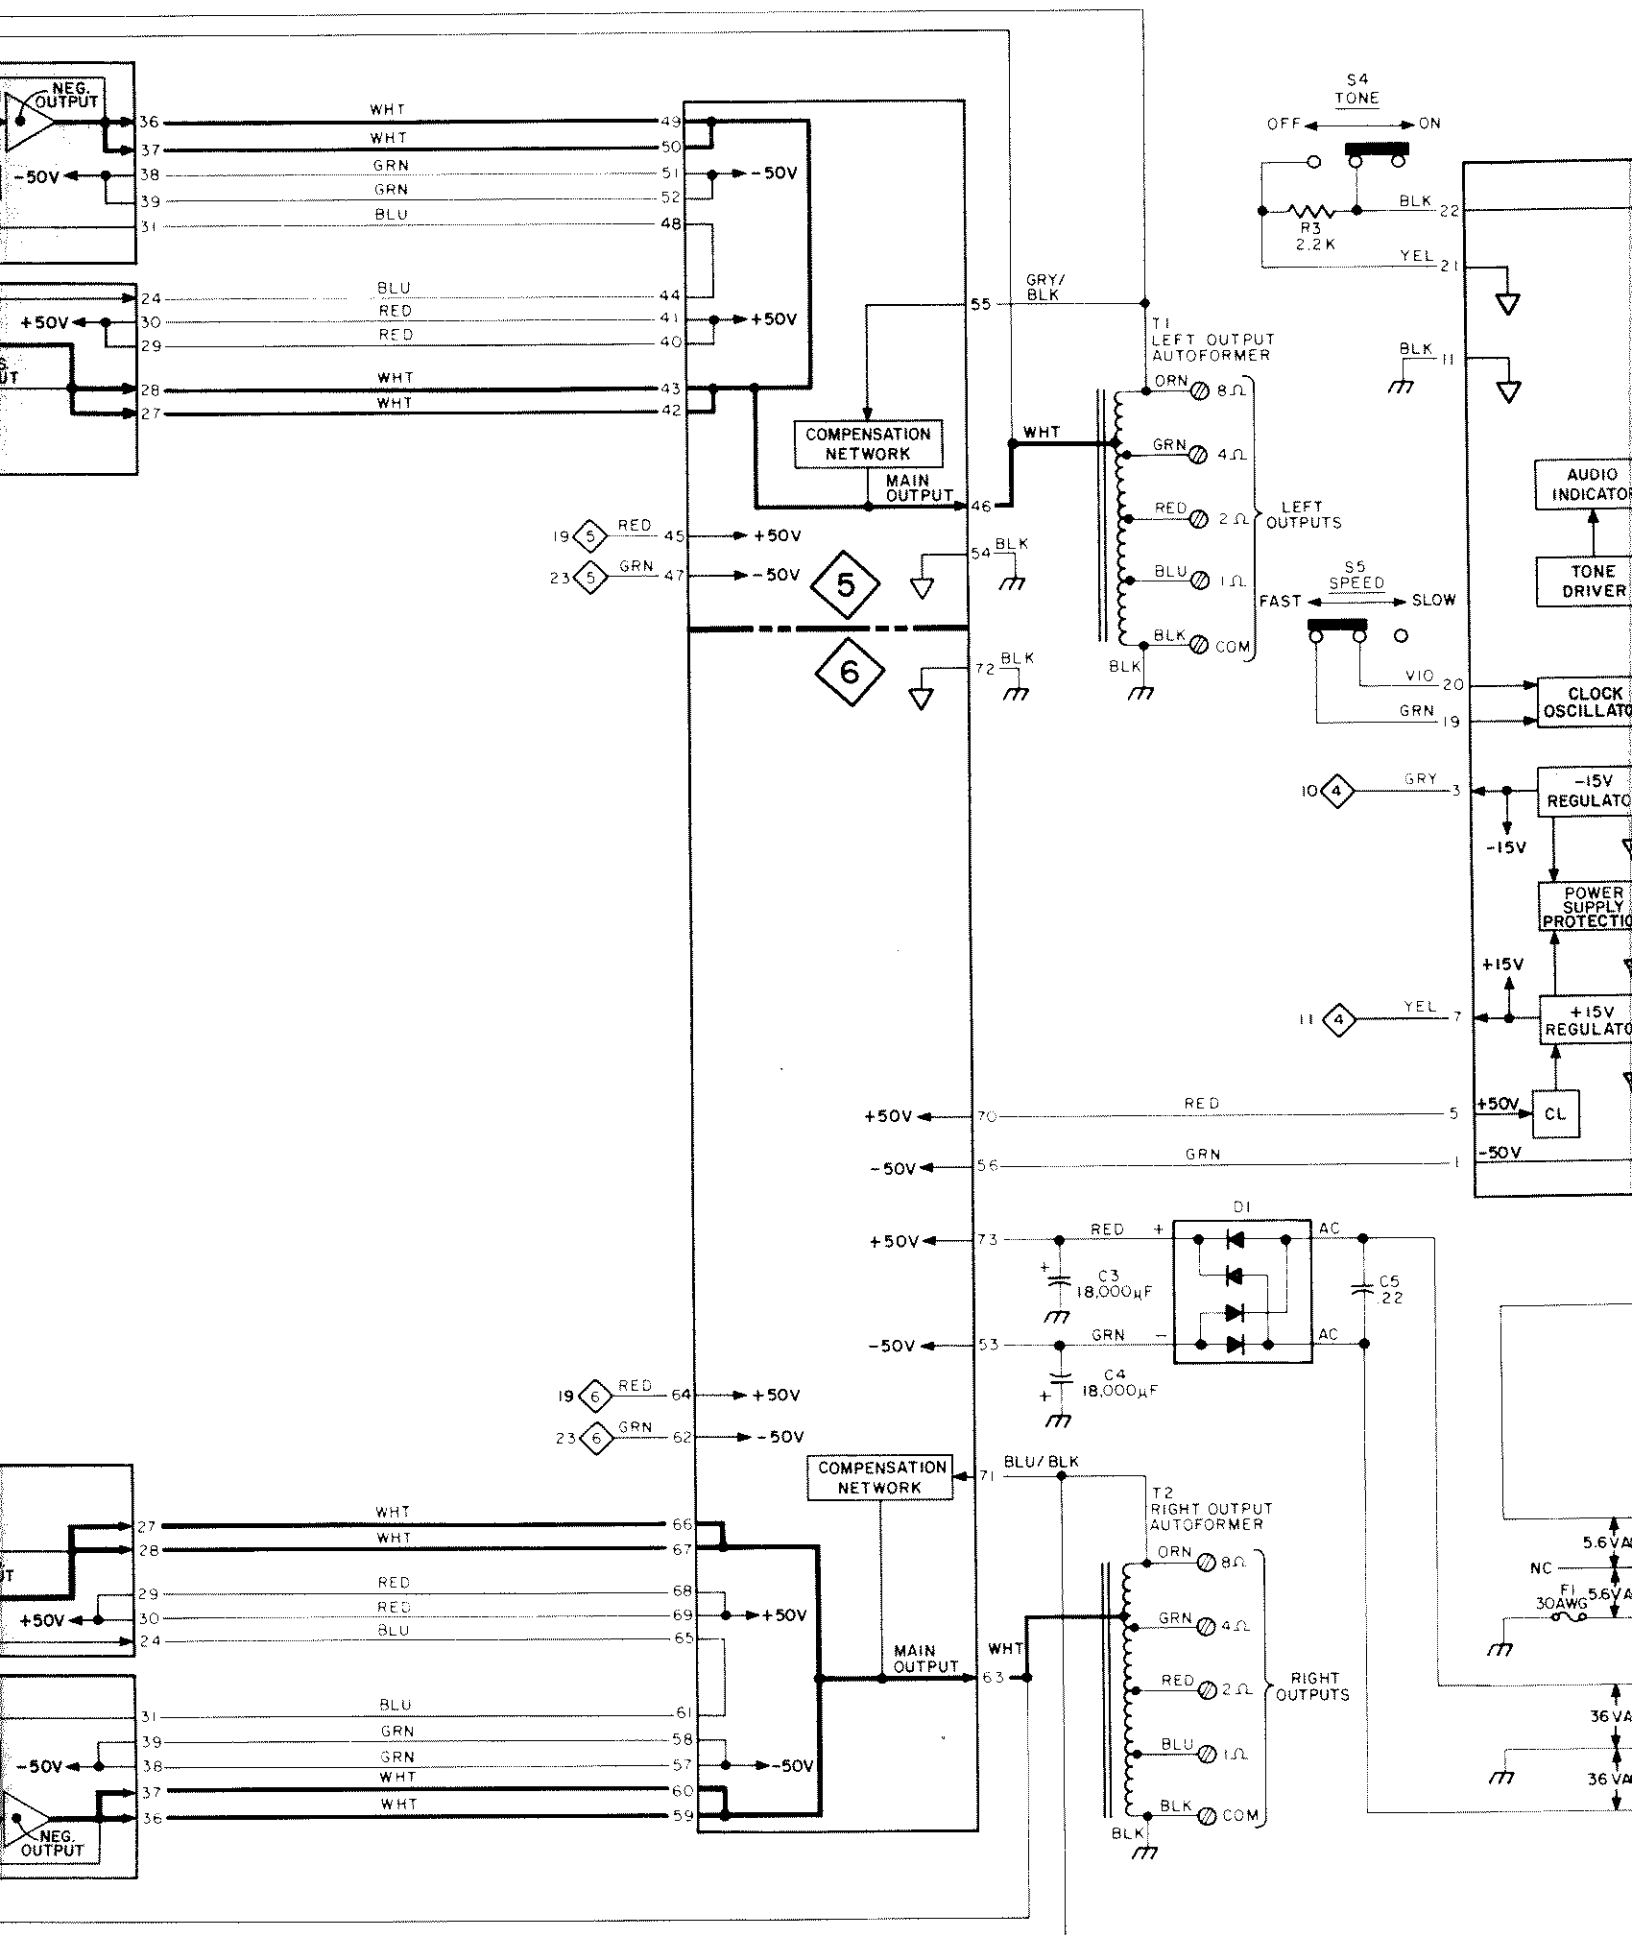 NEG.
OUTPUT
36
37
-50V
38
39
31
WHT
WHT
GRN
GRN
BLU
49
50
51
52
48
-50V
24
+50V
30
29
28
27
BLU
RED
RED
WHT
WHT
44
41
40
43
42
+50V
COMPENSATION
NETWORK
MAIN
OUTPUT
46
55
GRY/
BLK
WHT
19 5 RED 45
+50V
23 5 GRN 47
-50V
5
6
54 BLK
72 BLK
T1
LEFT OUTPUT
AUTOFORMER
ORN 8Ω
GRN 4Ω
RED 2Ω
BLU 1Ω
BLK COM
BLK
LEFT
OUTPUTS
S4
TONE
OFF ON
R3
2.2K
BLK 22
YEL 21
BLK 11
AUDIO
INDICATO
TONE
DRIVER
S5
SPEED
FAST SLOW
VIO 20
GRN 19
CLOCK
OSCILLATO
10 4 GRY 3
-15V
REGULATO
-15V
POWER
SUPPLY
PROTECTIO
+15V
11 4 YEL 7
+15V
REGULATO
+50V 70 RED 5 +50V
CL
-50V 56 GRN 1 -50V
D1
+50V 73 RED + AC
+ C3
18,000µF
C5
.22
-50V 53 GRN - AC
C4
+ 18,000µF
19 6 RED 64
+50V
23 6 GRN 62
-50V
COMPENSATION
NETWORK
71 BLU/BLK
T2
RIGHT OUTPUT
AUTOFORMER
ORN 8Ω
GRN 4Ω
RED 2Ω
BLU 1Ω
BLK COM
BLK
RIGHT
OUTPUTS
MAIN
OUTPUT
63
WHT
27
28
29
+50V
30
24
WHT
WHT
RED
RED
BLU
66
67
68
69
65
+50V
31
39
-50V
38
37
36
NEG.
OUTPUT
BLU
GRN
GRN
WHT
WHT
61
58
57
60
59
-50V
5.6VA
NC
F1
30AWG
5.6VA
36VA
36VA